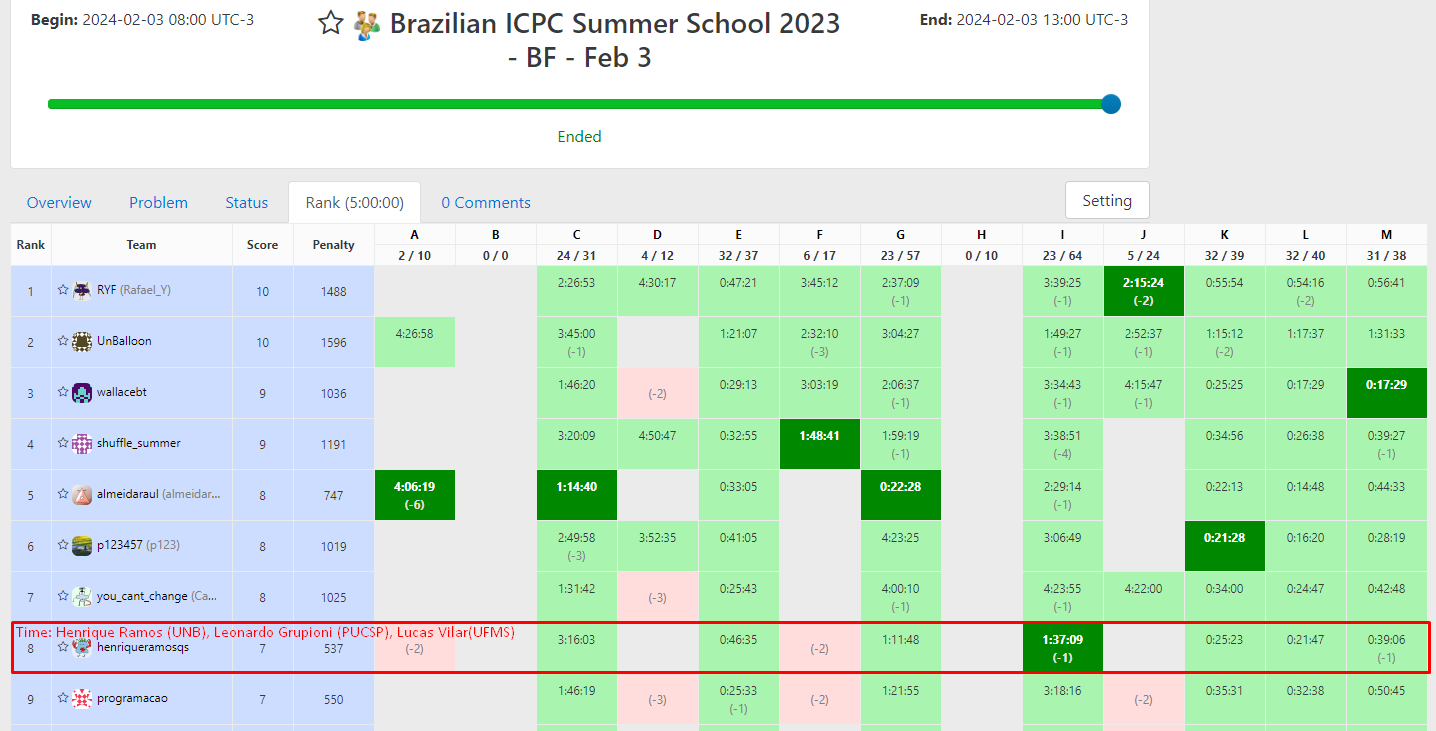 Begin: 2024-02-03 08:00 UTC-3
Brazilian ICPC Summer School 2023
- BF - Feb 3
End: 2024-02-03 13:00 UTC-3
Ended
Overview Problem Status Rank (5:00:00) 0 Comments Setting
Rank Team Score Penalty A B C D E F G H I J K L M
2 / 10 0 / 0 24 / 31 4 / 12 32 / 37 6 / 17 23 / 57 0 / 10 23 / 64 5 / 24 32 / 39 32 / 40 31 / 38
1 RYF (Rafael_Y) 10 1488 2:26:53 4:30:17 0:47:21 3:45:12 2:37:09 3:39:25 2:15:24 0:55:54 0:54:16 0:56:41
(-1) (-1) (-2) (-2)
2 UnBalloon 10 1596 4:26:58 3:45:00 1:21:07 2:32:10 3:04:27 1:49:27 2:52:37 1:15:12 1:17:37 1:31:33
(-1) (-3) (-1) (-1) (-2)
3 wallacebt 9 1036 1:46:20 (-2) 0:29:13 3:03:19 2:06:37 3:34:43 4:15:47 0:25:25 0:17:29 0:17:29
(-1) (-1) (-1)
4 shuffle_summer 9 1191 3:20:09 4:50:47 0:32:55 1:48:41 1:59:19 3:38:51 0:34:56 0:26:38 0:39:27
(-1) (-4) (-1)
5 almeidaraul (almeidar... 8 747 4:06:19 1:14:40 0:33:05 0:22:28 2:29:14 0:22:13 0:14:48 0:44:33
(-6) (-1)
6 p123457 (p123) 8 1019 2:49:58 3:52:35 0:41:05 4:23:25 3:06:49 0:21:28 0:16:20 0:28:19
(-3)
7 you_cant_change (Ca... 8 1025 1:31:42 (-3) 0:25:43 4:00:10 4:23:55 4:22:00 0:34:00 0:24:47 0:42:48
(-1) (-1)
Time: Henrique Ramos (UNB), Leonardo Grupioni (PUCSP), Lucas Vilar(UFMS)
8 henriqueramosqs 7 537 (-2) 3:16:03 0:46:35 (-2) 1:11:48 1:37:09 0:25:23 0:21:47 0:39:06
(-1) (-1)
9 programacao 7 550 1:46:19 (-3) 0:25:33 (-2) 1:21:55 3:18:16 (-2) 0:35:31 0:32:38 0:50:45
(-1)